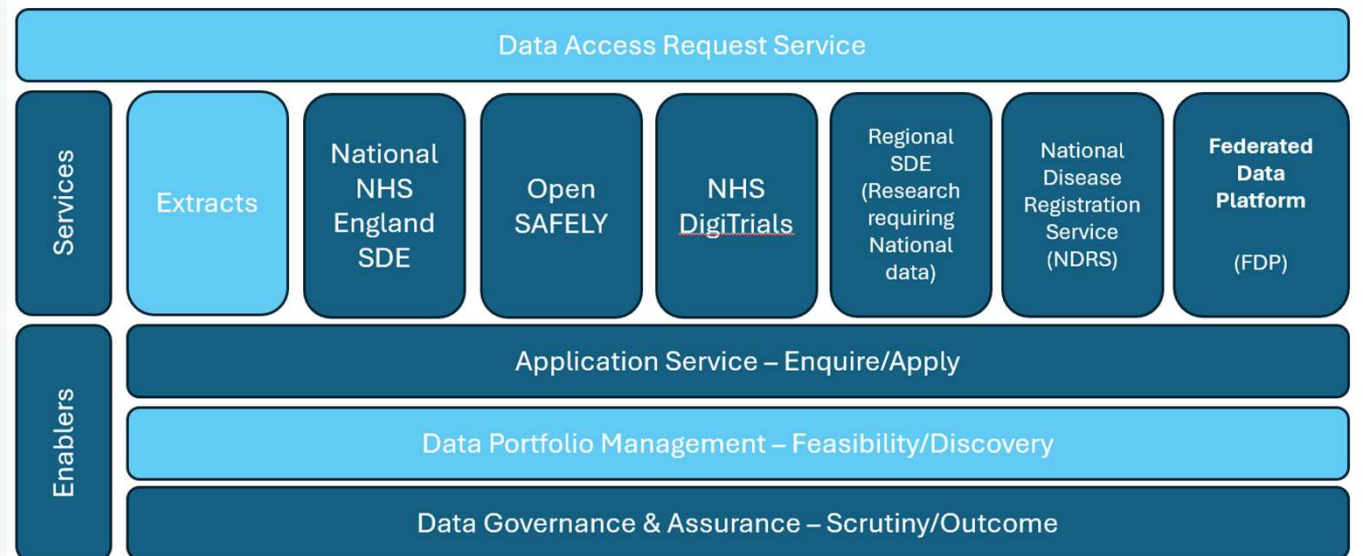 Data Access Request Service
Services
Extracts
National
NHS
England
SDE
Open
SAFELY
NHS
DigiTrials
Regional
SDE
(Research
requiring
National
data)
National
Disease
Registration
Service
(NDRS)
Federated
Data
Platform
(FDP)
Enablers
Application Service – Enquire/Apply
Data Portfolio Management – Feasibility/Discovery
Data Governance & Assurance – Scrutiny/Outcome